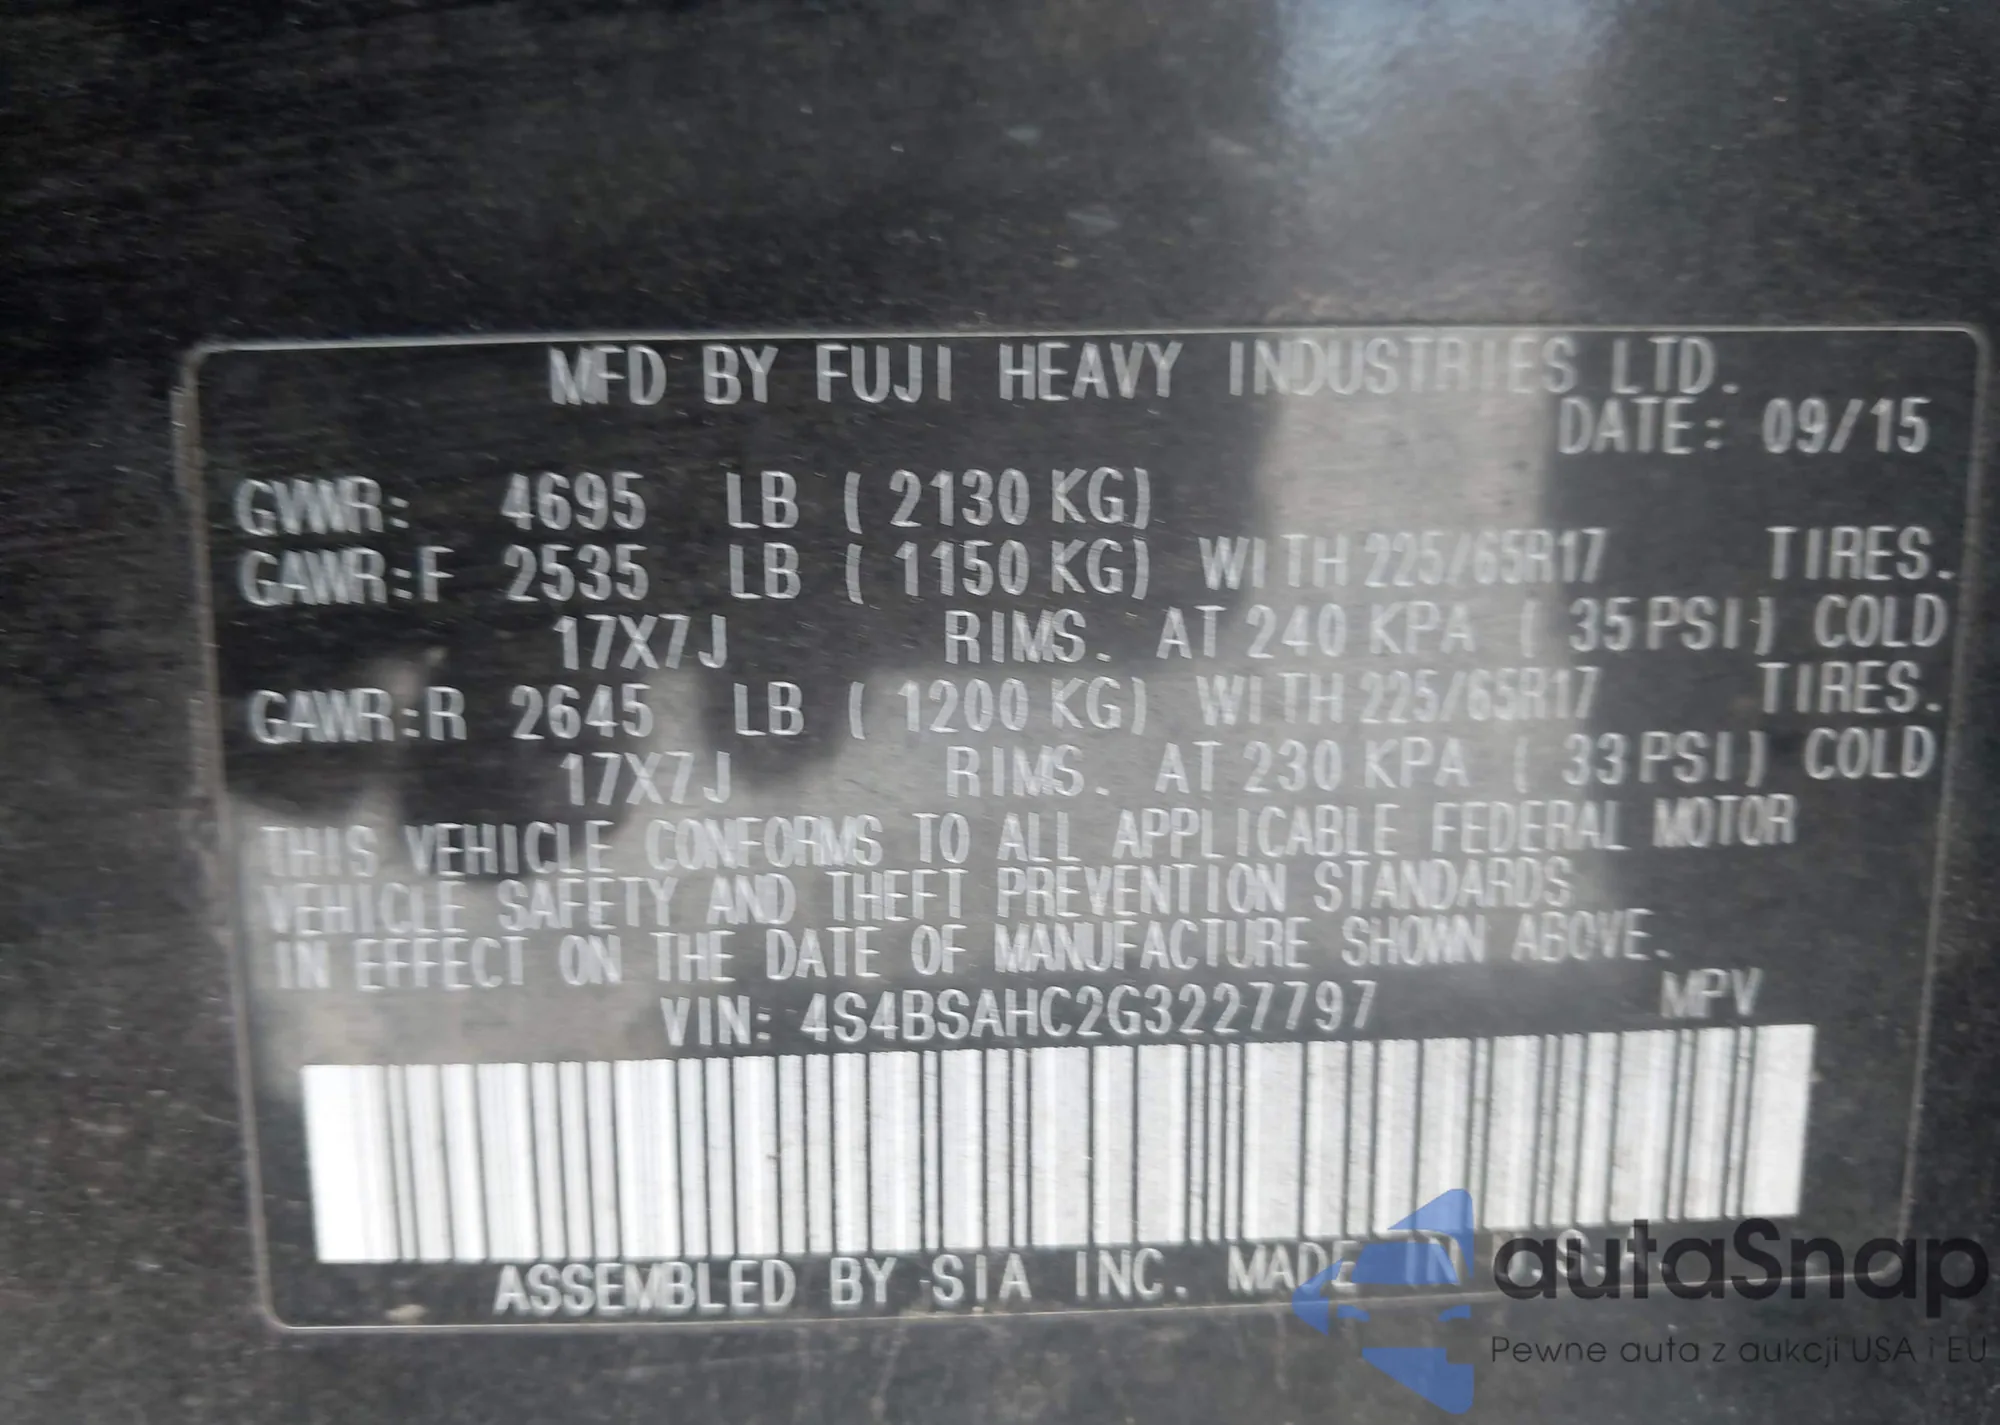 MFD BY FUJI HEAVY INDUSTRIES LTD.
DATE: 09/15
GVWR: 4695 LB ( 2130 KG)
GAWR:F 2535 LB ( 1150 KG) WITH 225/65R17 TIRES.
17X7J RIMS. AT 240 KPA ( 35 PSI) COLD
GAWR:R 2645 LB ( 1200 KG) WITH 225/65R17 TIRES.
17X7J RIMS. AT 230 KPA ( 33 PSI) COLD
THIS VEHICLE CONFORMS TO ALL APPLICABLE FEDERAL MOTOR
VEHICLE SAFETY AND THEFT PREVENTION STANDARDS
IN EFFECT ON THE DATE OF MANUFACTURE SHOWN ABOVE.
VIN: 4S4BSAHC2G3227797 MPV
ASSEMBLED BY SIA INC. MADE IN U.S.A.
autaSnap
Pewne auta z aukcji USA i EU